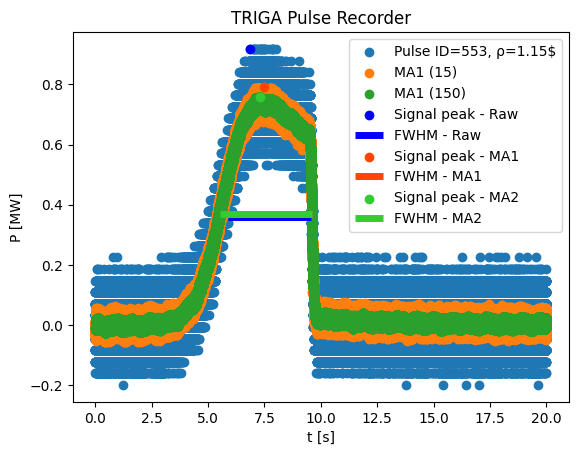 TRIGA Pulse Recorder
Pulse ID=553, ρ=1.15$
MA1 (15)
MA1 (150)
Signal peak - Raw
FWHM - Raw
Signal peak - MA1
FWHM - MA1
Signal peak - MA2
FWHM - MA2
P [MW]
0.8
0.6
0.4
0.2
0.0
−0.2
0.0 2.5 5.0 7.5 10.0 12.5 15.0 17.5 20.0
t [s]